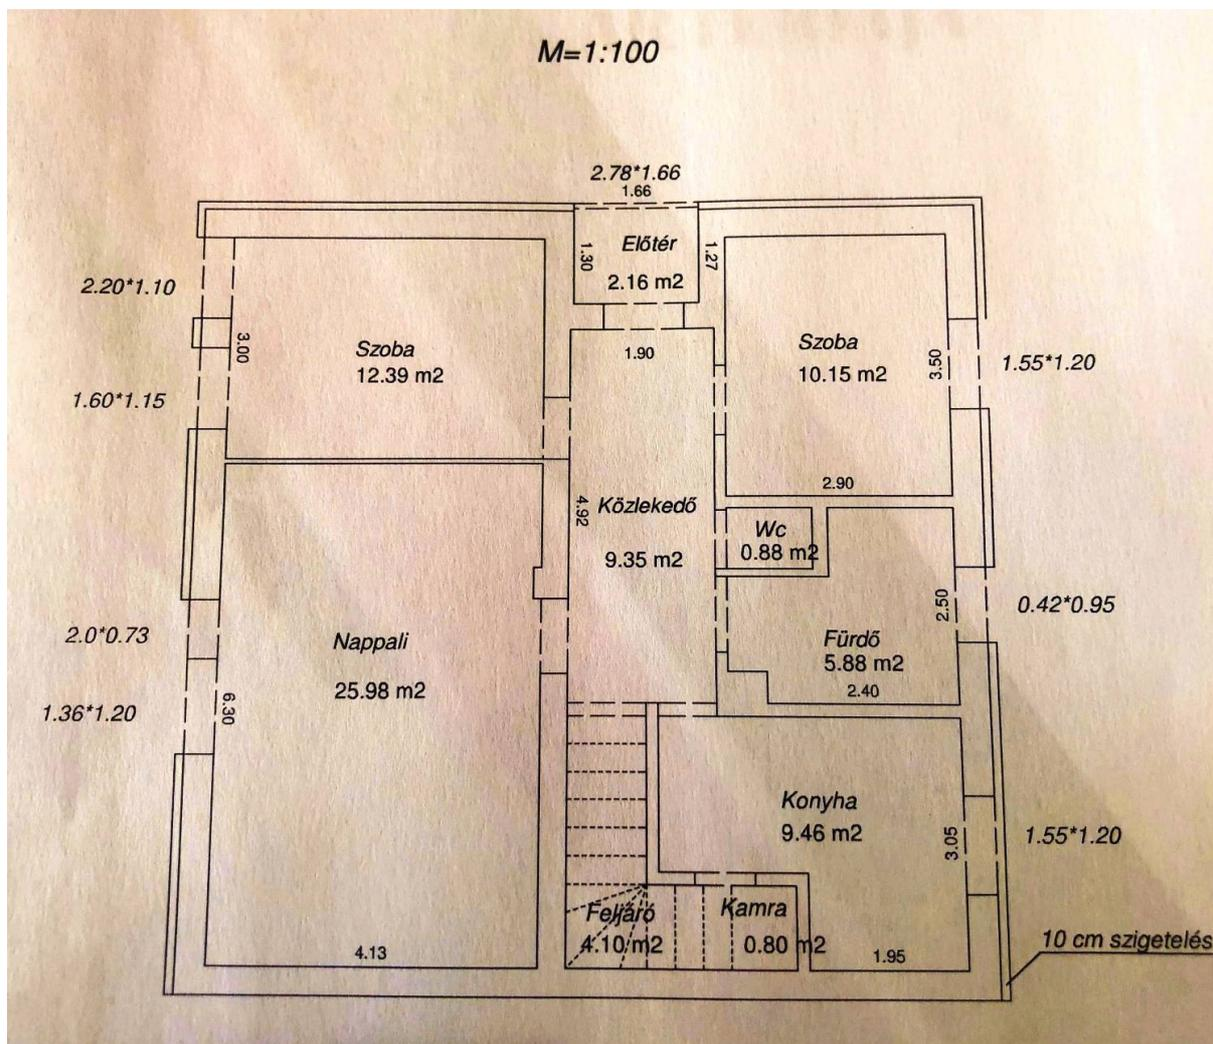 M=1:100
2.78*1.66
1.66
Előtér
1.30
1.27
2.16 m2
2.20*1.10
3.00
Szoba
12.39 m2
1.60*1.15
1.90
Szoba
10.15 m2
3.50
1.55*1.20
2.90
4.92
Közlekedő
9.35 m2
Wc
0.88 m2
2.50
0.42*0.95
Fürdő
5.88 m2
2.40
2.0*0.73
Nappali
25.98 m2
1.36*1.20
6.30
4.13
Konyha
9.46 m2
3.05
1.55*1.20
Feljáró
4.10 m2
Kamra
0.80 m2
1.95
10 cm szigetelés